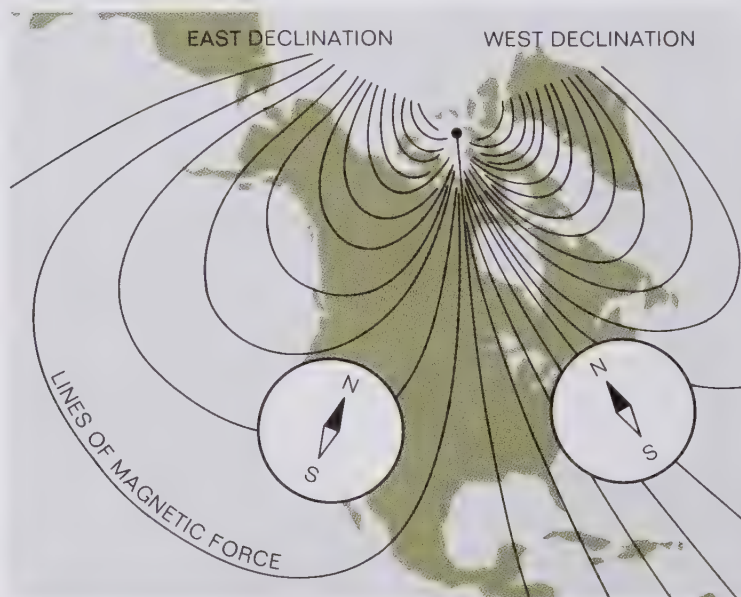 EAST DECLINATION
WEST DECLINATION
LINES OF MAGNETIC FORCE
N
S
N
S